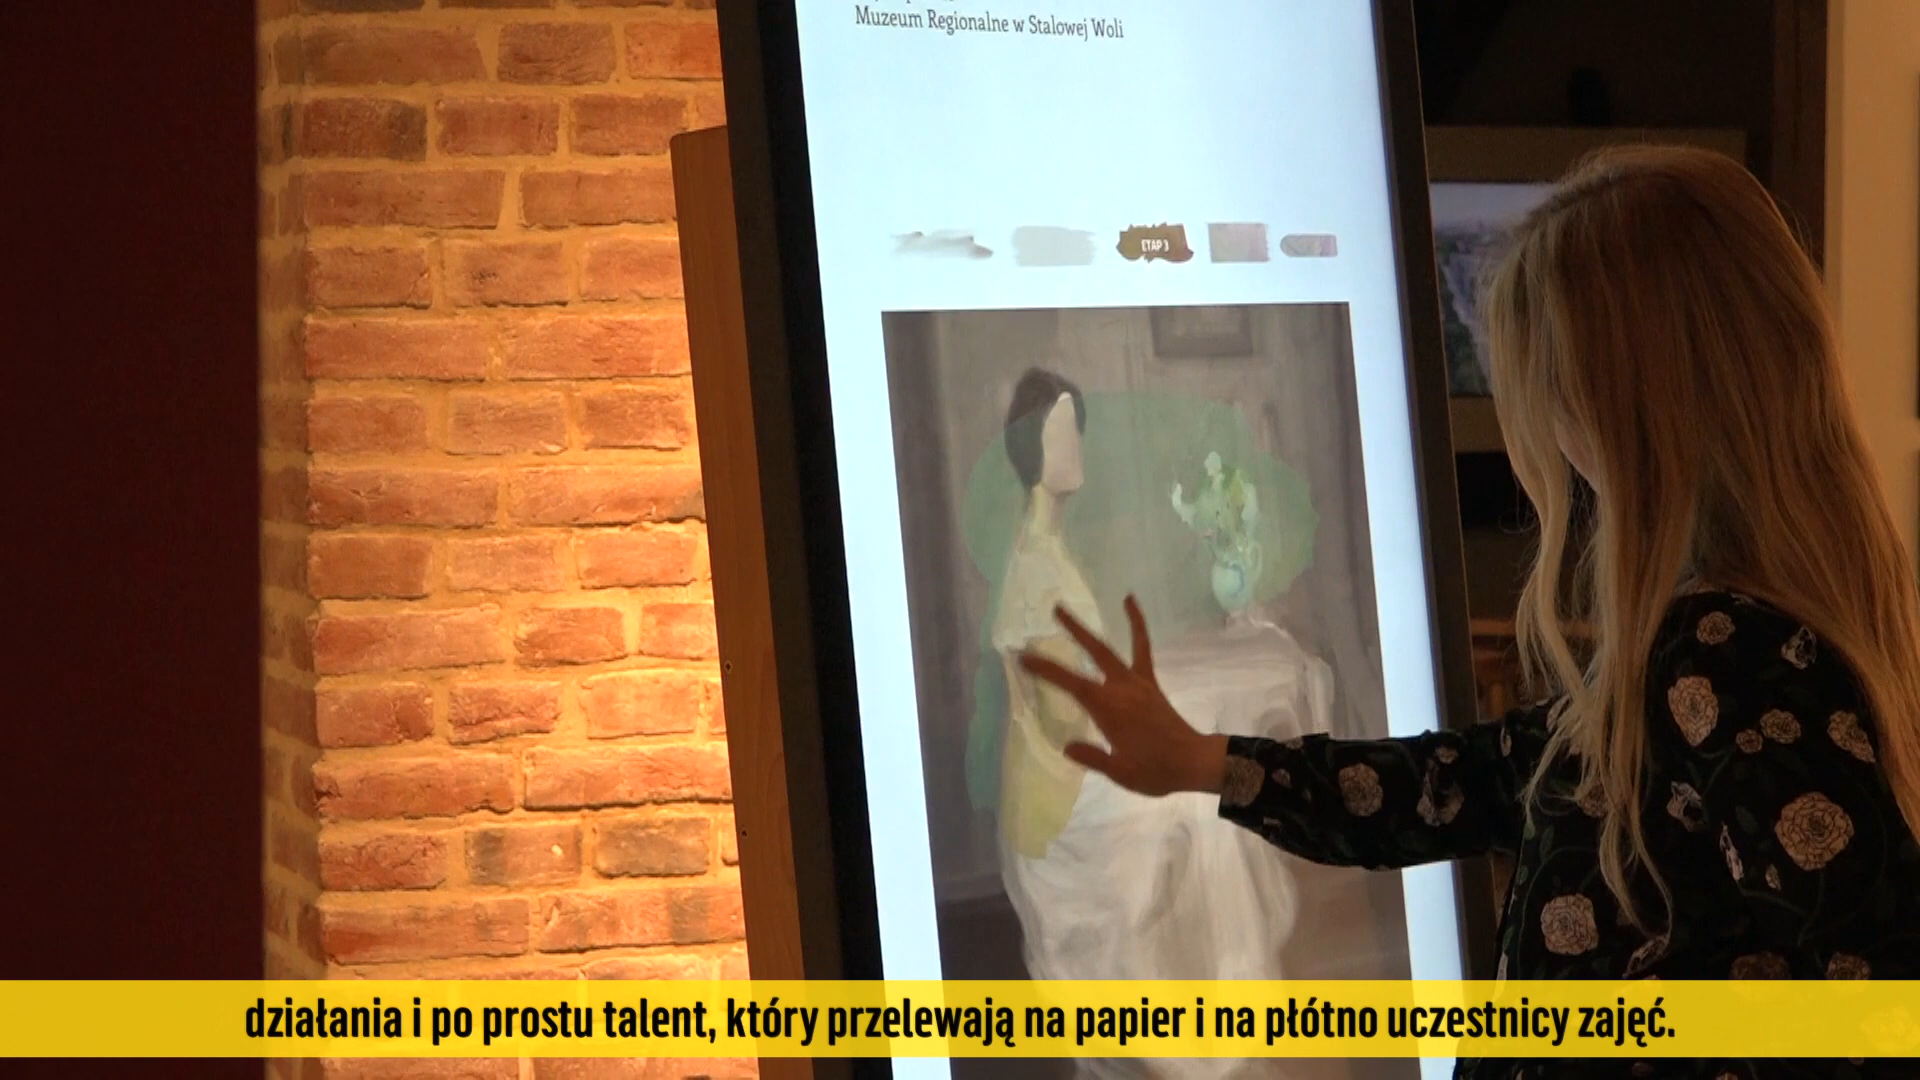 Muzeum Regionalne w Stalowej Woli
ETAP 3
działania i po prostu talent, który przelewają na papier i na płótno uczestnicy zajęć.